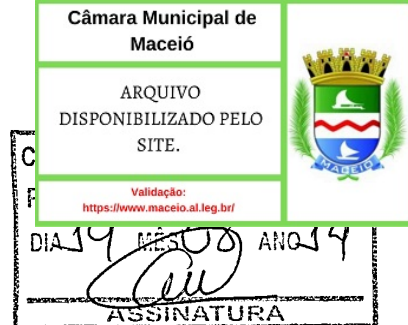 Câmara Municipal de
Maceió
ARQUIVO
DISPONIBILIZADO PELO
SITE.
Validação:
https://www.maceio.al.leg.br/
MACEIÓ
DIA 19 MÊS 08 ANO 14
ASSINATURA